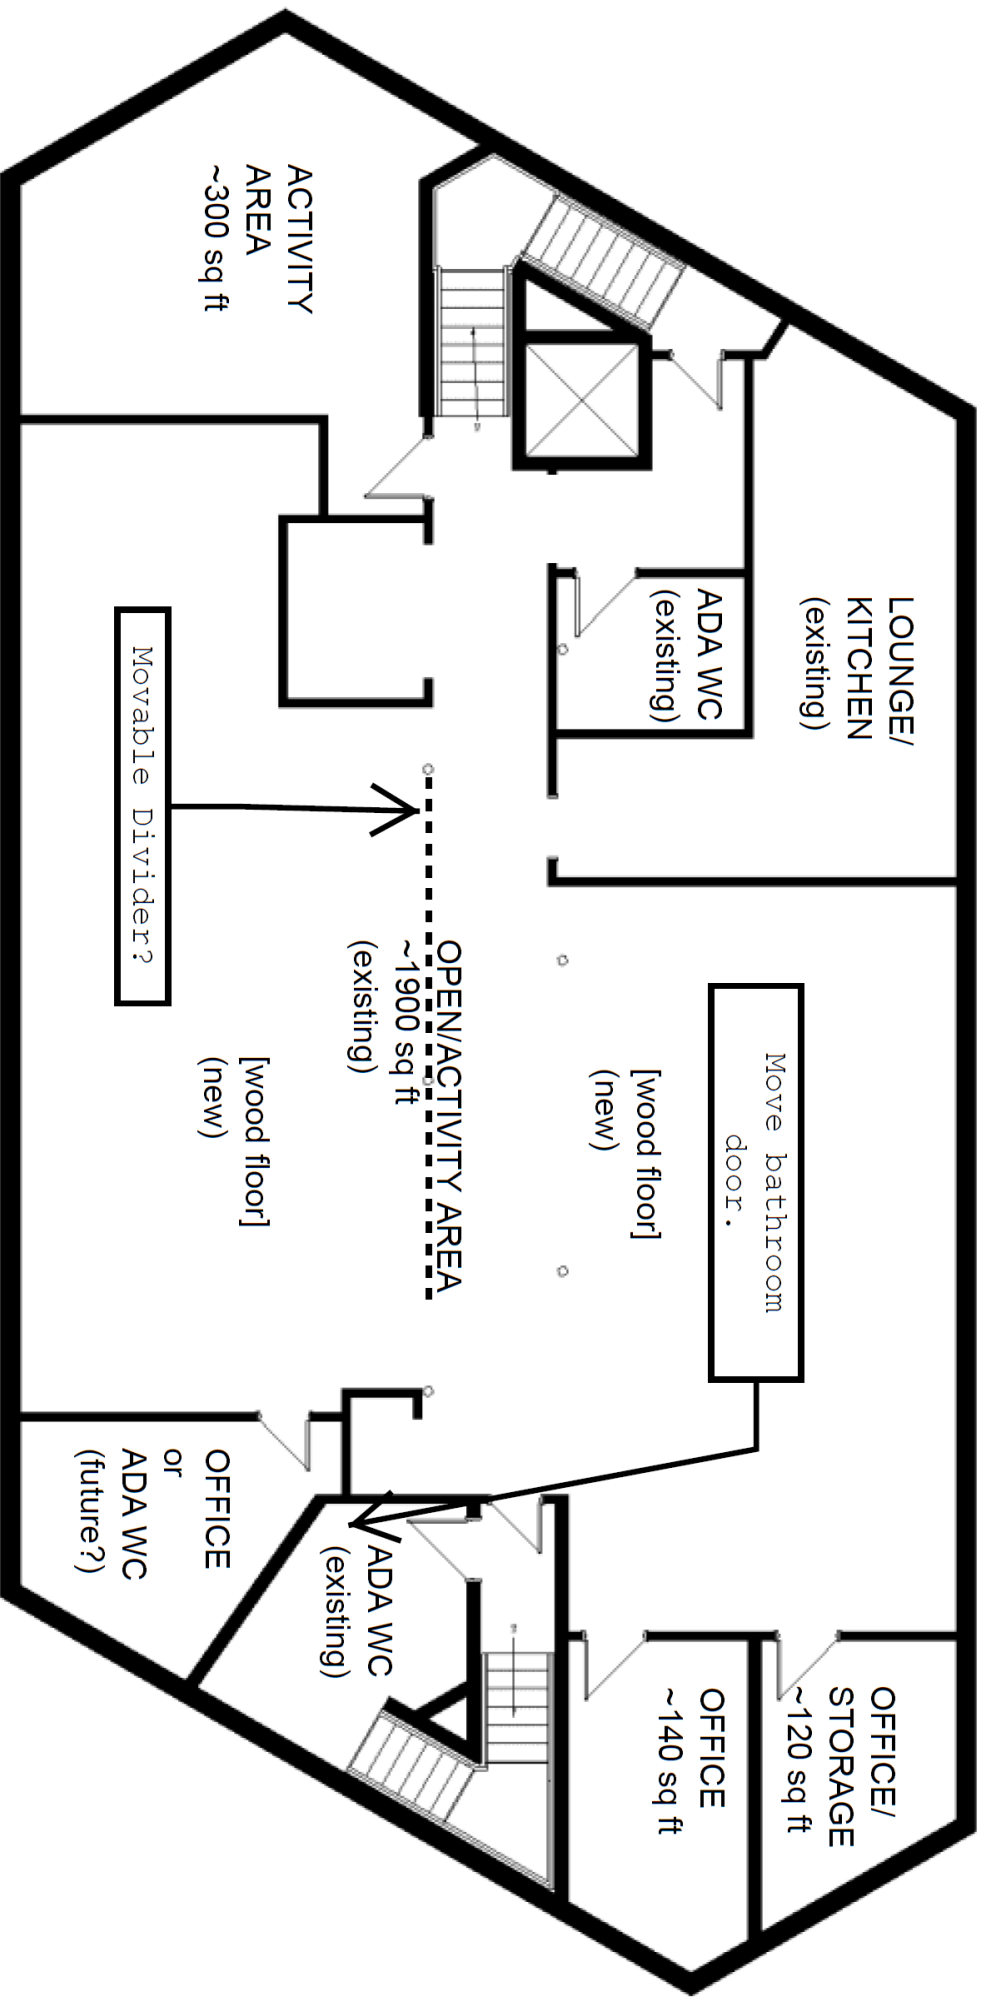 LOUNGE/
KITCHEN
(existing)
ADA WC
(existing)
ACTIVITY
AREA
~300 sq ft
Movable Divider?
OPEN/ACTIVITY AREA
~1900 sq ft
(existing)
Move bathroom
door.
[wood floor]
(new)
[wood floor]
(new)
OFFICE/
STORAGE
~120 sq ft
OFFICE
~140 sq ft
ADA WC
(existing)
OFFICE
or
ADA WC
(future?)